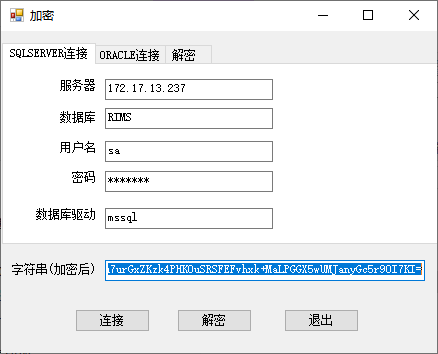 加密
SQLSERVER连接 ORACLE连接 解密
服务器 172.17.13.237
数据库 RIMS
用户名 sa
密码 *******
数据库驱动 mssql
字符串(加密后) 7urGxZKzk4PHKOuSRSFEFvhxk+MaLPGGX5wUMJanyGc5r9OI7KI=
连接 解密 退出